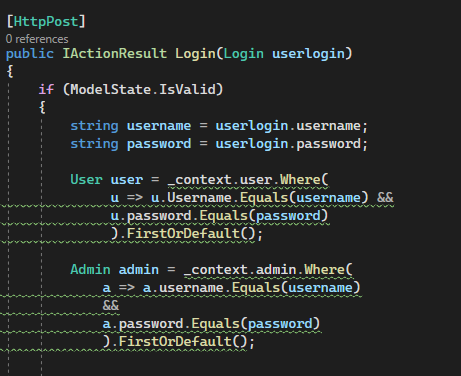 [HttpPost]
0 references
public IActionResult Login(Login userlogin)
{
if (ModelState.IsValid)
{
string username = userlogin.username;
string password = userlogin.password;
User user = _context.user.Where(
u => u.Username.Equals(username) &&
u.password.Equals(password)
).FirstOrDefault();
Admin admin = _context.admin.Where(
a => a.username.Equals(username)
&&
a.password.Equals(password)
).FirstOrDefault();